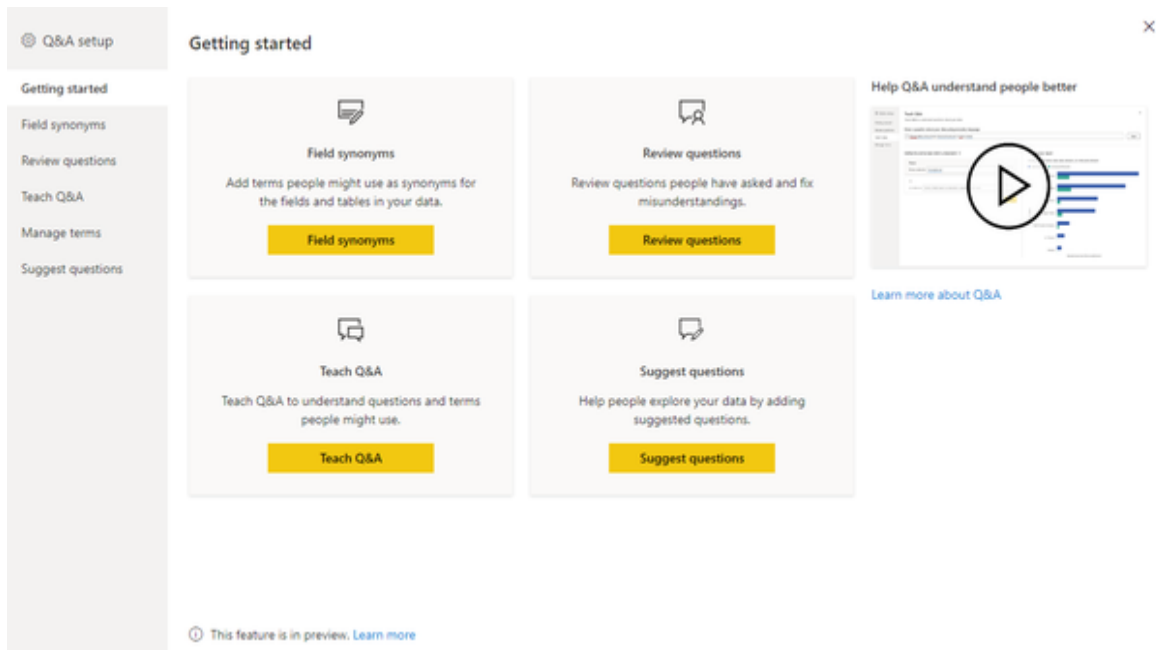 Q&A setup
Getting started
Field synonyms
Review questions
Teach Q&A
Manage terms
Suggest questions
Getting started
Field synonyms
Add terms people might use as synonyms for
the fields and tables in your data.
Field synonyms
Review questions
Review questions people have asked and fix
misunderstandings.
Review questions
Teach Q&A
Teach Q&A to understand questions and terms
people might use.
Teach Q&A
Suggest questions
Help people explore your data by adding
suggested questions.
Suggest questions
Help Q&A understand people better
Learn more about Q&A
This feature is in preview. Learn more